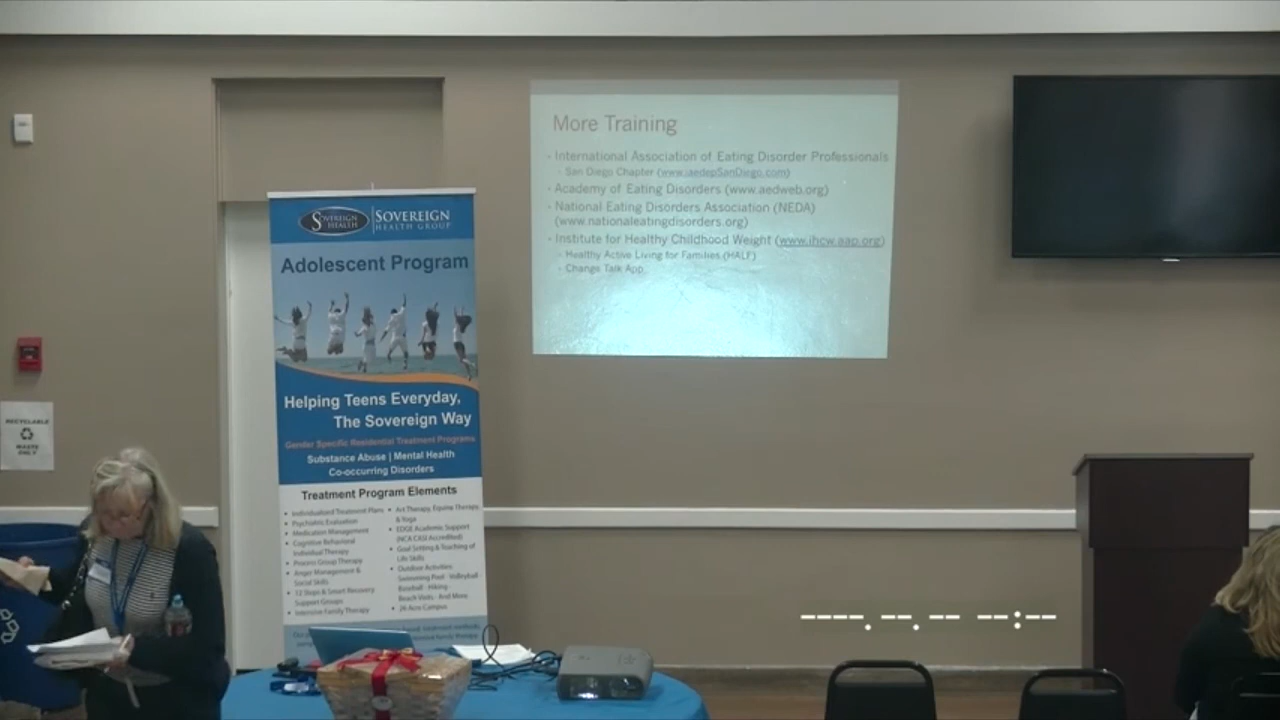 More Training
- International Association of Eating Disorder Professionals
- San Diego Chapter (www.iaedepSanDiego.com)
- Academy of Eating Disorders (www.aedweb.org)
- National Eating Disorders Association (NEDA)
(www.nationaleatingdisorders.org)
- Institute for Healthy Childhood Weight (www.ihcw.aap.org)
- Healthy Active Living for Families (HALF)
- Change Talk App
SOVEREIGN HEALTH
SOVEREIGN
HEALTH GROUP
Adolescent Program
Helping Teens Everyday,
The Sovereign Way
Gender Specific Residential Treatment Programs
Substance Abuse | Mental Health
Co-occurring Disorders
Treatment Program Elements
• Individualized Treatment Plans
• Psychiatric Evaluation
• Medication Management
• Cognitive Behavioral
Individual Therapy
• Process Group Therapy
• Anger Management &
Social Skills
• 12 Steps & Smart Recovery
Support Groups
• Intensive Family Therapy
• Art Therapy, Equine Therapy
& Yoga
• EDGE Academic Support
(NCA CASI Accredited)
• Goal Setting & Teaching of
Life Skills
• Outdoor Activities
Swimming Pool - Volleyball
Baseball - Hiking -
Beach Visits - And More
• 26 Acre Campus
RECYCLABLE
WASTE
ONLY
----.--.-- --:--